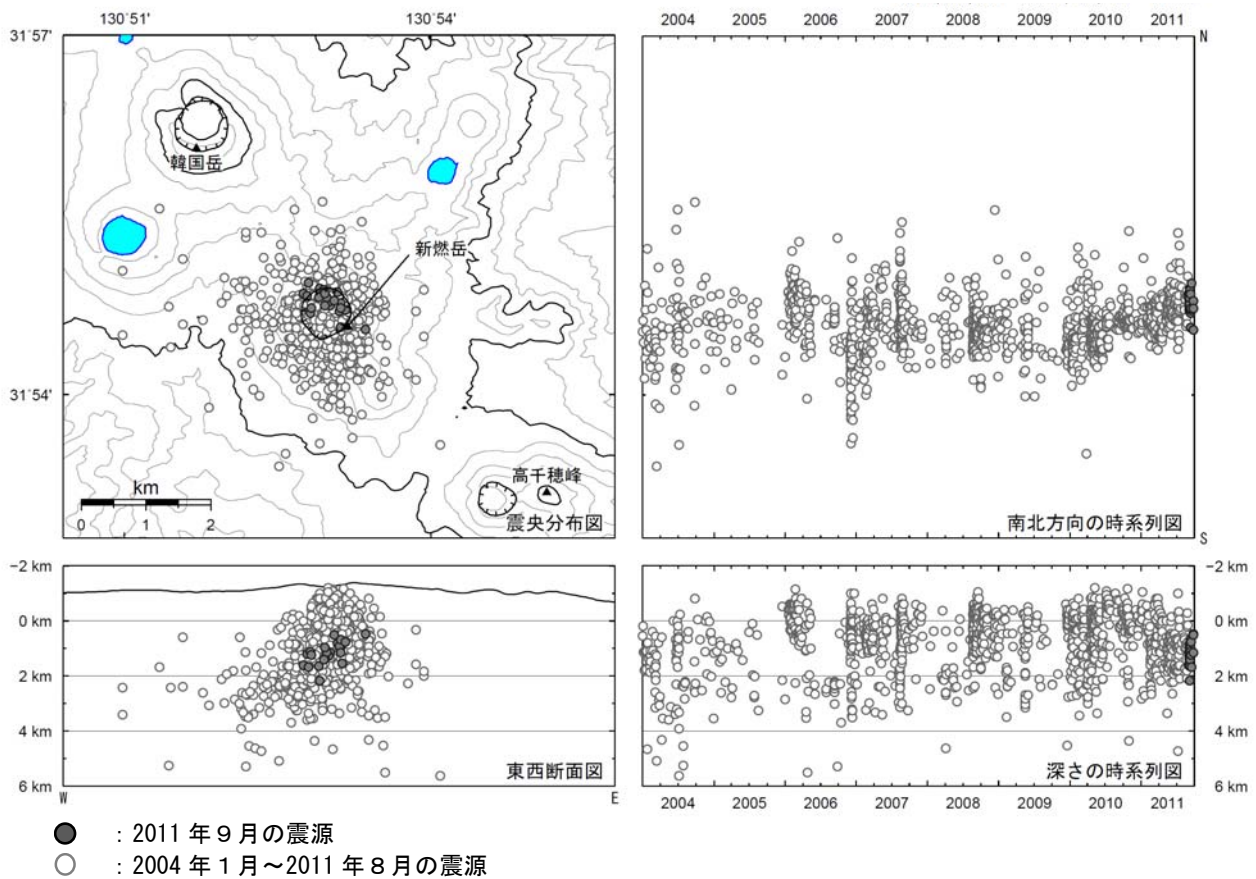 130°51'
130°54'
2004 2005 2006 2007 2008 2009 2010 2011
31°57'
N
韓国岳
新燃岳
31°54'
高千穂峰
km
0 1 2
震央分布図
南北方向の時系列図
S
-2 km
-2 km
0 km
0 km
2 km
2 km
4 km
4 km
東西断面図
深さの時系列図
6 km
6 km
W
E
2004 2005 2006 2007 2008 2009 2010 2011
：2011 年９月の震源
：2004 年１月～2011 年８月の震源